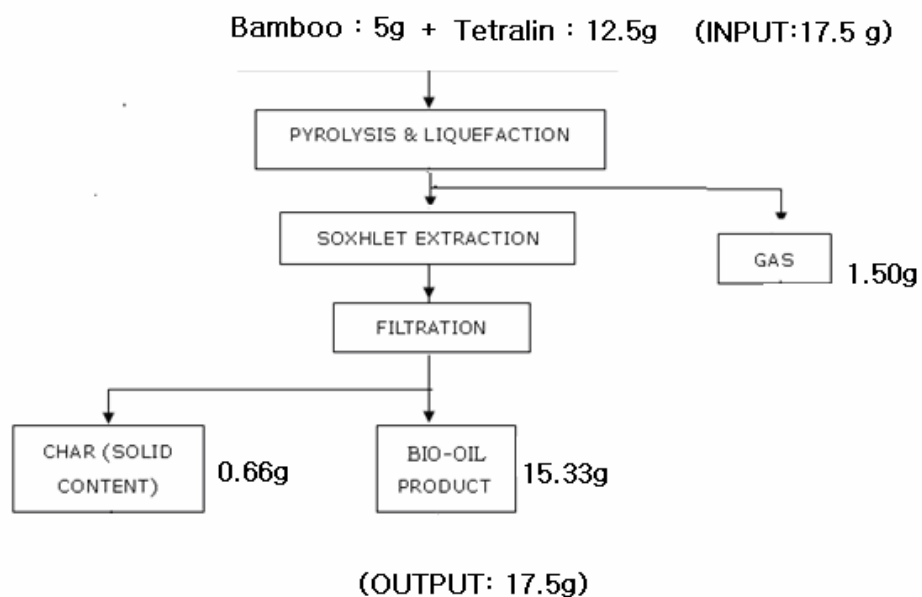 Bamboo : 5g + Tetralin : 12.5g (INPUT:17.5 g)
PYROLYSIS & LIQUEFACTION
SOXHLET EXTRACTION
GAS
1.50g
FILTRATION
CHAR (SOLID
CONTENT)
0.66g
BIO-OIL
PRODUCT
15.33g
(OUTPUT: 17.5g)